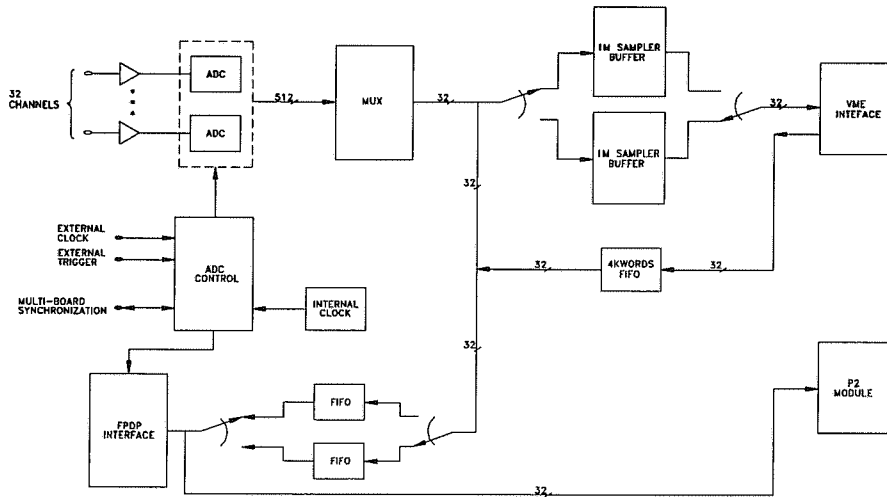 32
CHANNELS
ADC
ADC
512
MUX
32
1M SAMPLER
BUFFER
1M SAMPLER
BUFFER
32
VME
INTEFACE
32
EXTERNAL
CLOCK
EXTERNAL
TRIGGER
MULTI-BOARD
SYNCHRONIZATION
ADC
CONTROL
INTERNAL
CLOCK
32
4KWORDS
FIFO
32
32
FPDP
INTERFACE
FIFO
FIFO
P2
MODULE
32